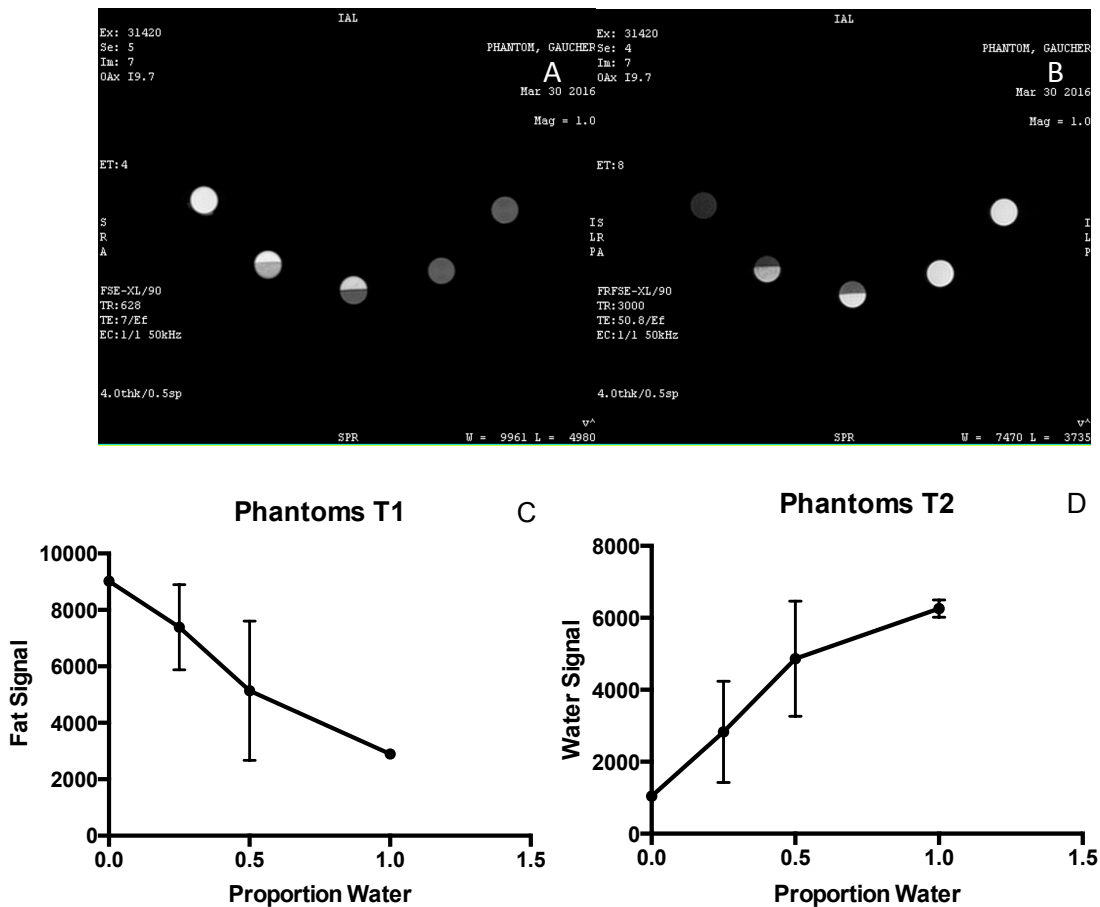 IAL
Ex: 31420
Se: 5
Im: 7
OAx I9.7
PHANTOM, GAUCHER
A
Mar 30 2016
Mag = 1.0
ET:4
S
R
A
I
L
P
FSE-XL/90
TR:628
TE:7/Ef
EC:1/1 50kHz
4.0thk/0.5sp
v^
SPR
W = 9961 L = 4980
IAL
Ex: 31420
Se: 4
Im: 7
OAx I9.7
PHANTOM, GAUCHER
B
Mar 30 2016
Mag = 1.0
ET:8
S
R
A
I
L
P
FRFSE-XL/90
TR:3000
TE:50.8/Ef
EC:1/1 50kHz
4.0thk/0.5sp
v^
SPR
W = 7470 L = 3735
Phantoms T1
C
10000
8000
6000
4000
2000
0
Fat Signal
0.0 0.5 1.0 1.5
Proportion Water
Phantoms T2
D
8000
6000
4000
2000
0
Water Signal
0.0 0.5 1.0 1.5
Proportion Water